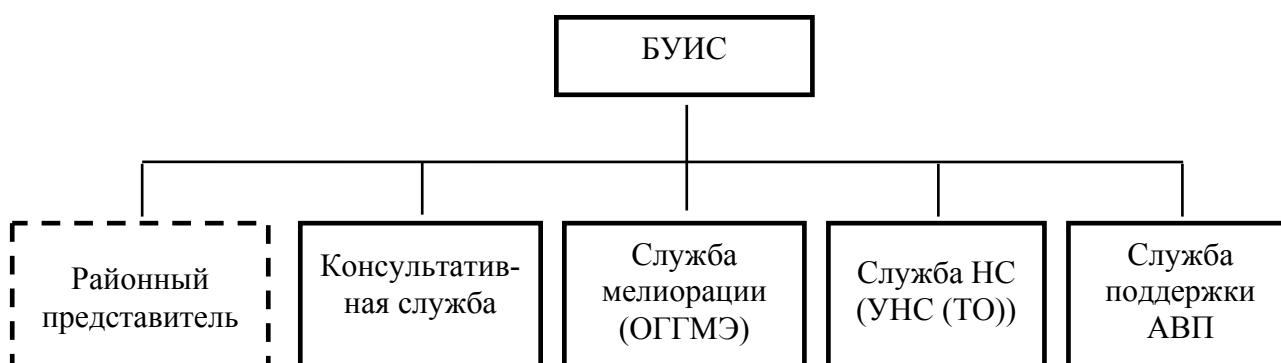 БУИС
Районный
представитель
Консультатив-
ная служба
Служба
мелиорации
(ОГГМЭ)
Служба НС
(УНС (ТО))
Служба
поддержки
АВП